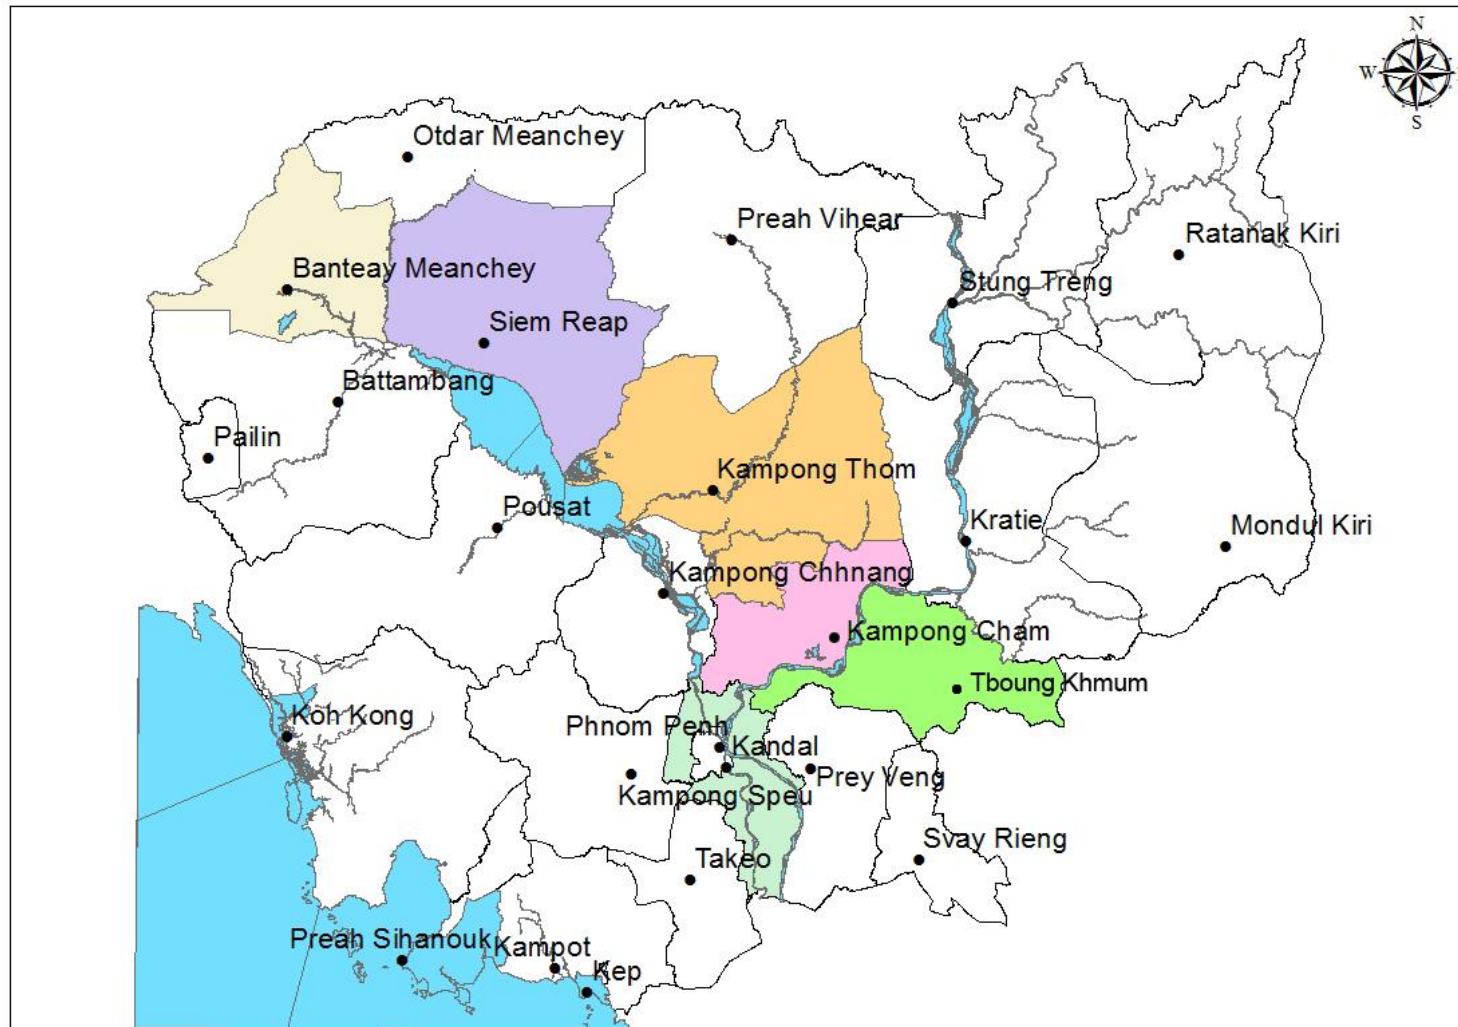 N
W
S
Otdar Meanchey
Preah Vihear
Ratanak Kiri
Banteay Meanchey
Stung Treng
Siem Reap
Battambang
Pailin
Kampong Thom
Pousat
Kratie
Mondul Kiri
Kampong Chhnang
Kampong Cham
Tboung Khmum
Koh Kong
Phnom Penh
Kandal
Prey Veng
Kampong Speu
Svay Rieng
Takeo
Preah Sihanouk
Kampot
Kep